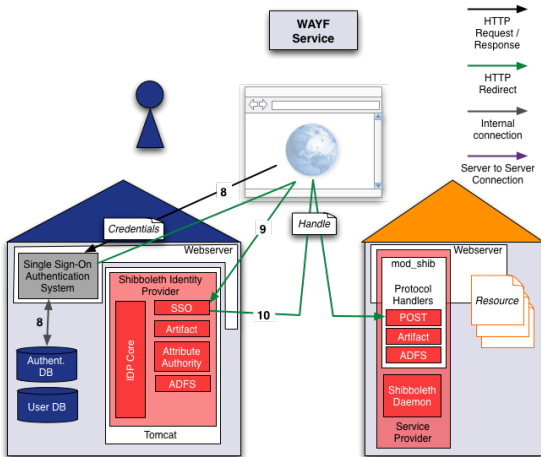 WAYF
Service
HTTP
Request /
Response
HTTP
Redirect
Internal
connection
Server to Server
Connection
8
Credentials
9
Handle
Webserver
Single Sign-On
Authentication
System
Shibboleth Identity
Provider
SSO
10
IDP Core
Artifact
Attribute
Authority
ADFS
Tomcat
8
Authent.
DB
User DB
Webserver
mod_shib
Protocol
Handlers
POST
Artifact
ADFS
Resource
Shibboleth
Daemon
Service
Provider